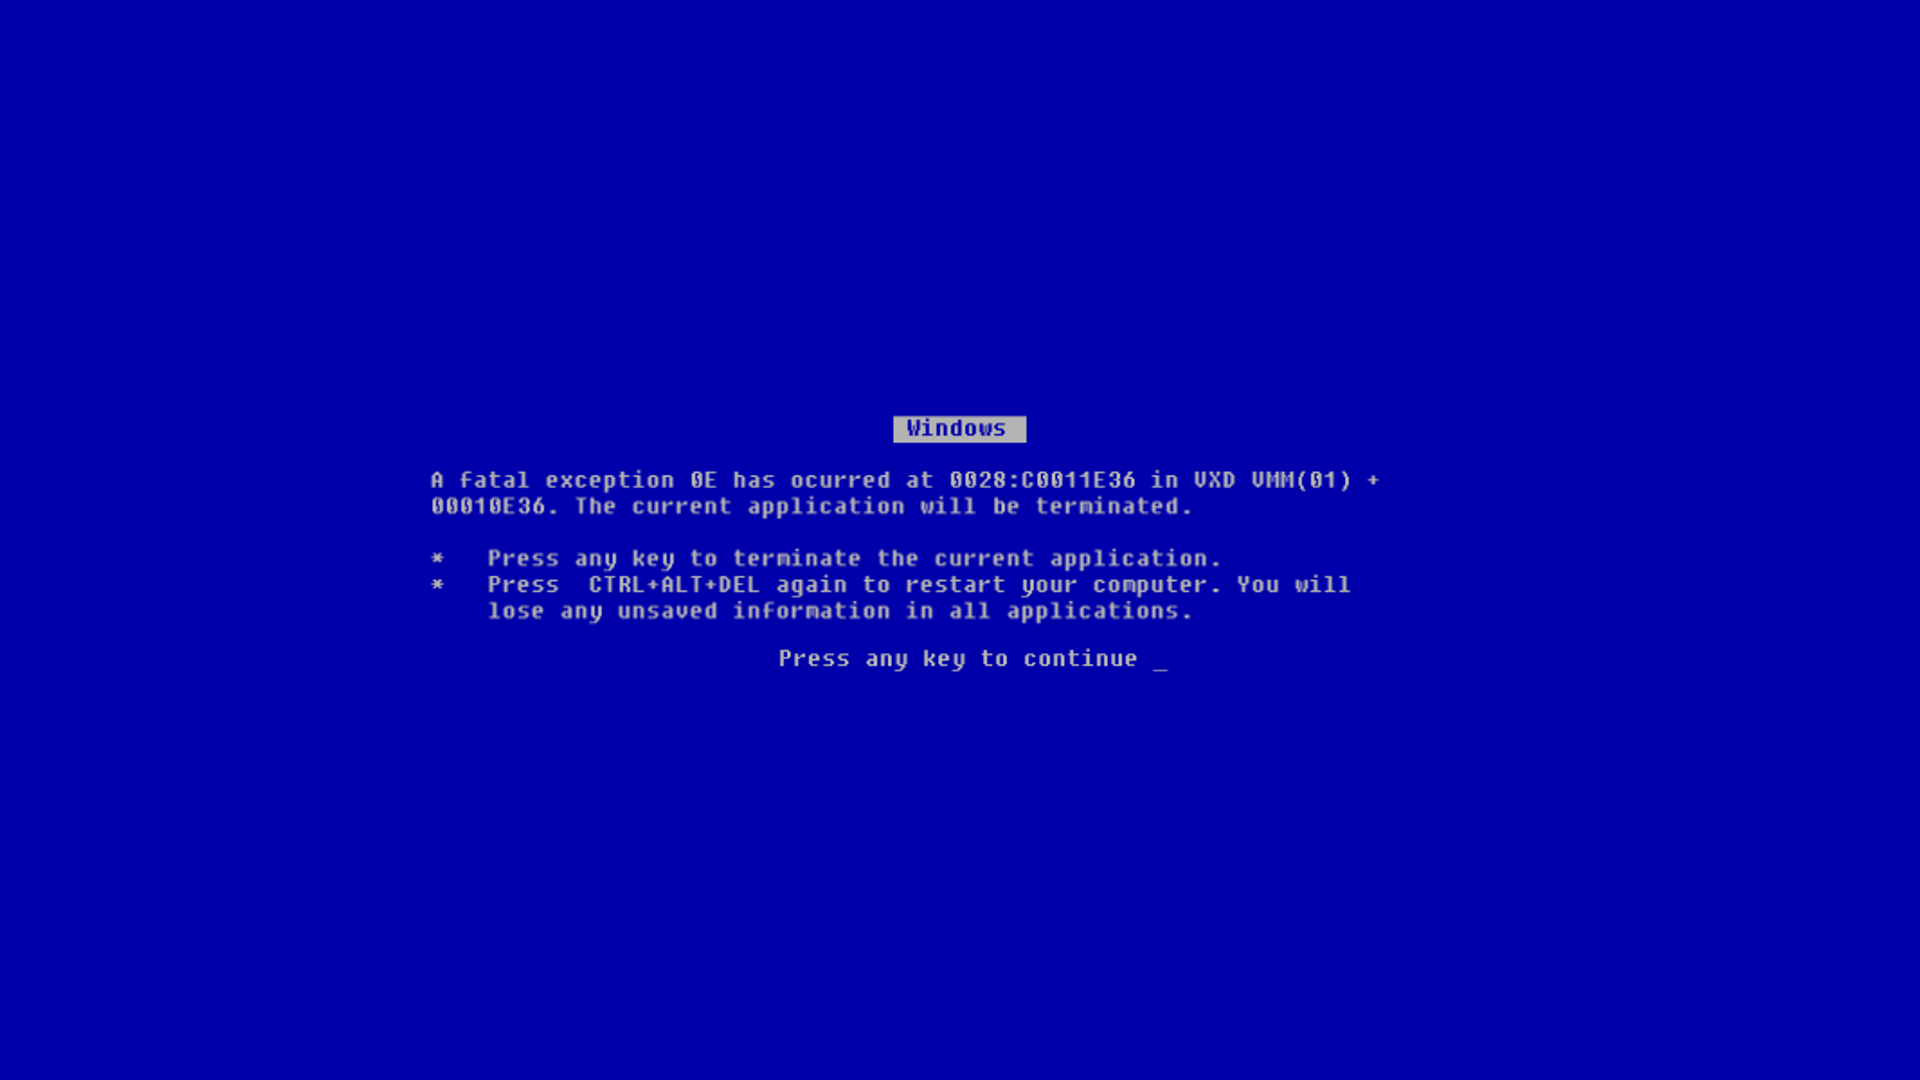 Windows
A fatal exception 0E has ocurred at 0028:C0011E36 in VXD VMM(01) +
00010E36. The current application will be terminated.
*   Press any key to terminate the current application.
*   Press  CTRL+ALT+DEL again to restart your computer. You will
    lose any unsaved information in all applications.
Press any key to continue _